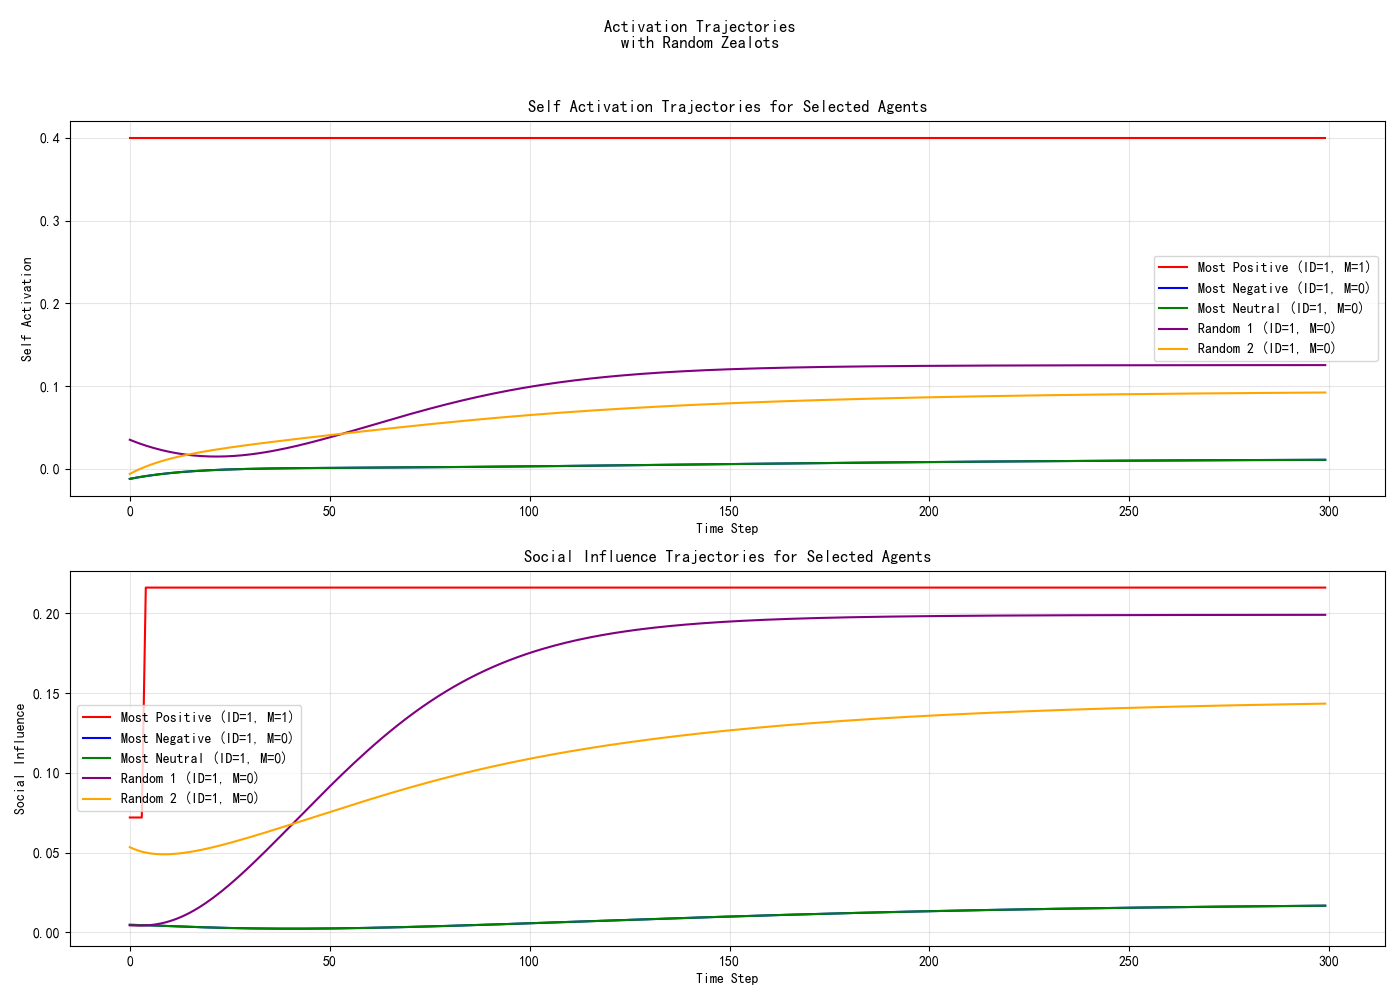 Activation Trajectories
with Random Zealots
Self Activation Trajectories for Selected Agents
Self Activation
0.4
0.3
0.2
0.1
0.0
Most Positive (ID=1, M=1)
Most Negative (ID=1, M=0)
Most Neutral (ID=1, M=0)
Random 1 (ID=1, M=0)
Random 2 (ID=1, M=0)
0 50 100 150 200 250 300
Time Step
Social Influence Trajectories for Selected Agents
Social Influence
0.20
0.15
0.10
0.05
0.00
Most Positive (ID=1, M=1)
Most Negative (ID=1, M=0)
Most Neutral (ID=1, M=0)
Random 1 (ID=1, M=0)
Random 2 (ID=1, M=0)
0 50 100 150 200 250 300
Time Step